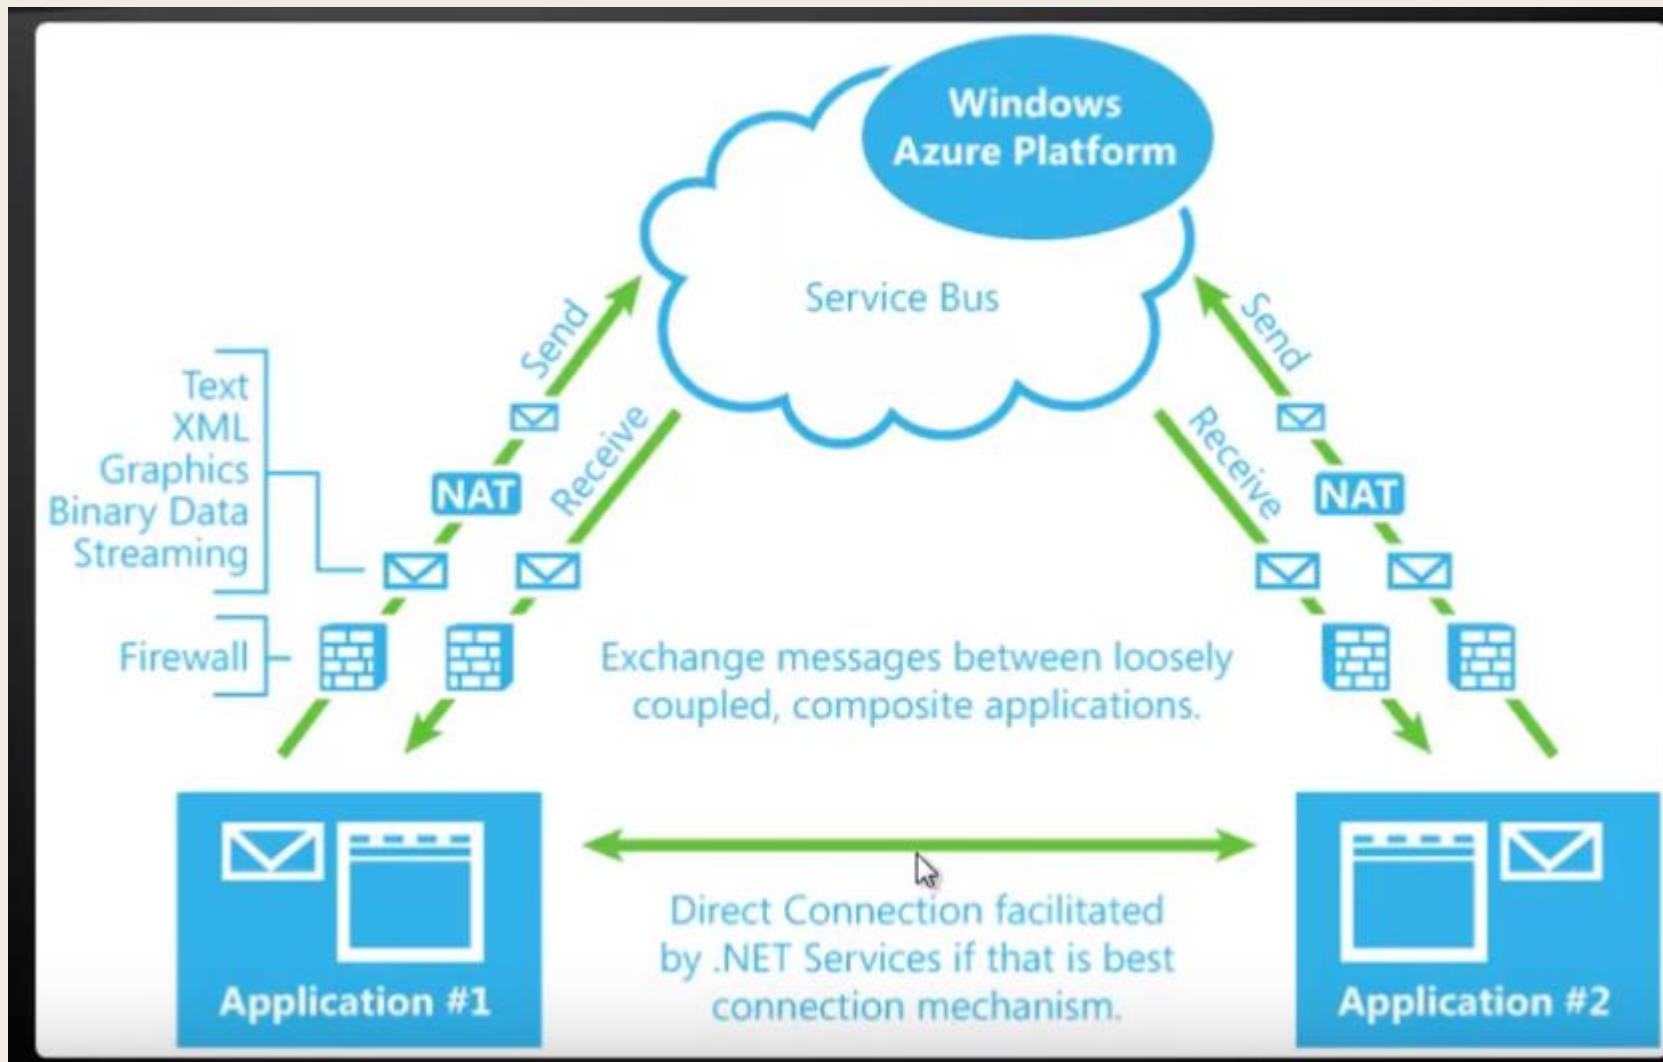 Windows
Azure Platform
Service Bus
Send
Send
Receive
Receive
Text
XML
Graphics
Binary Data
Streaming
NAT
NAT
Firewall
Exchange messages between loosely
coupled, composite applications.
Direct Connection facilitated
by .NET Services if that is best
connection mechanism.
Application #1
Application #2